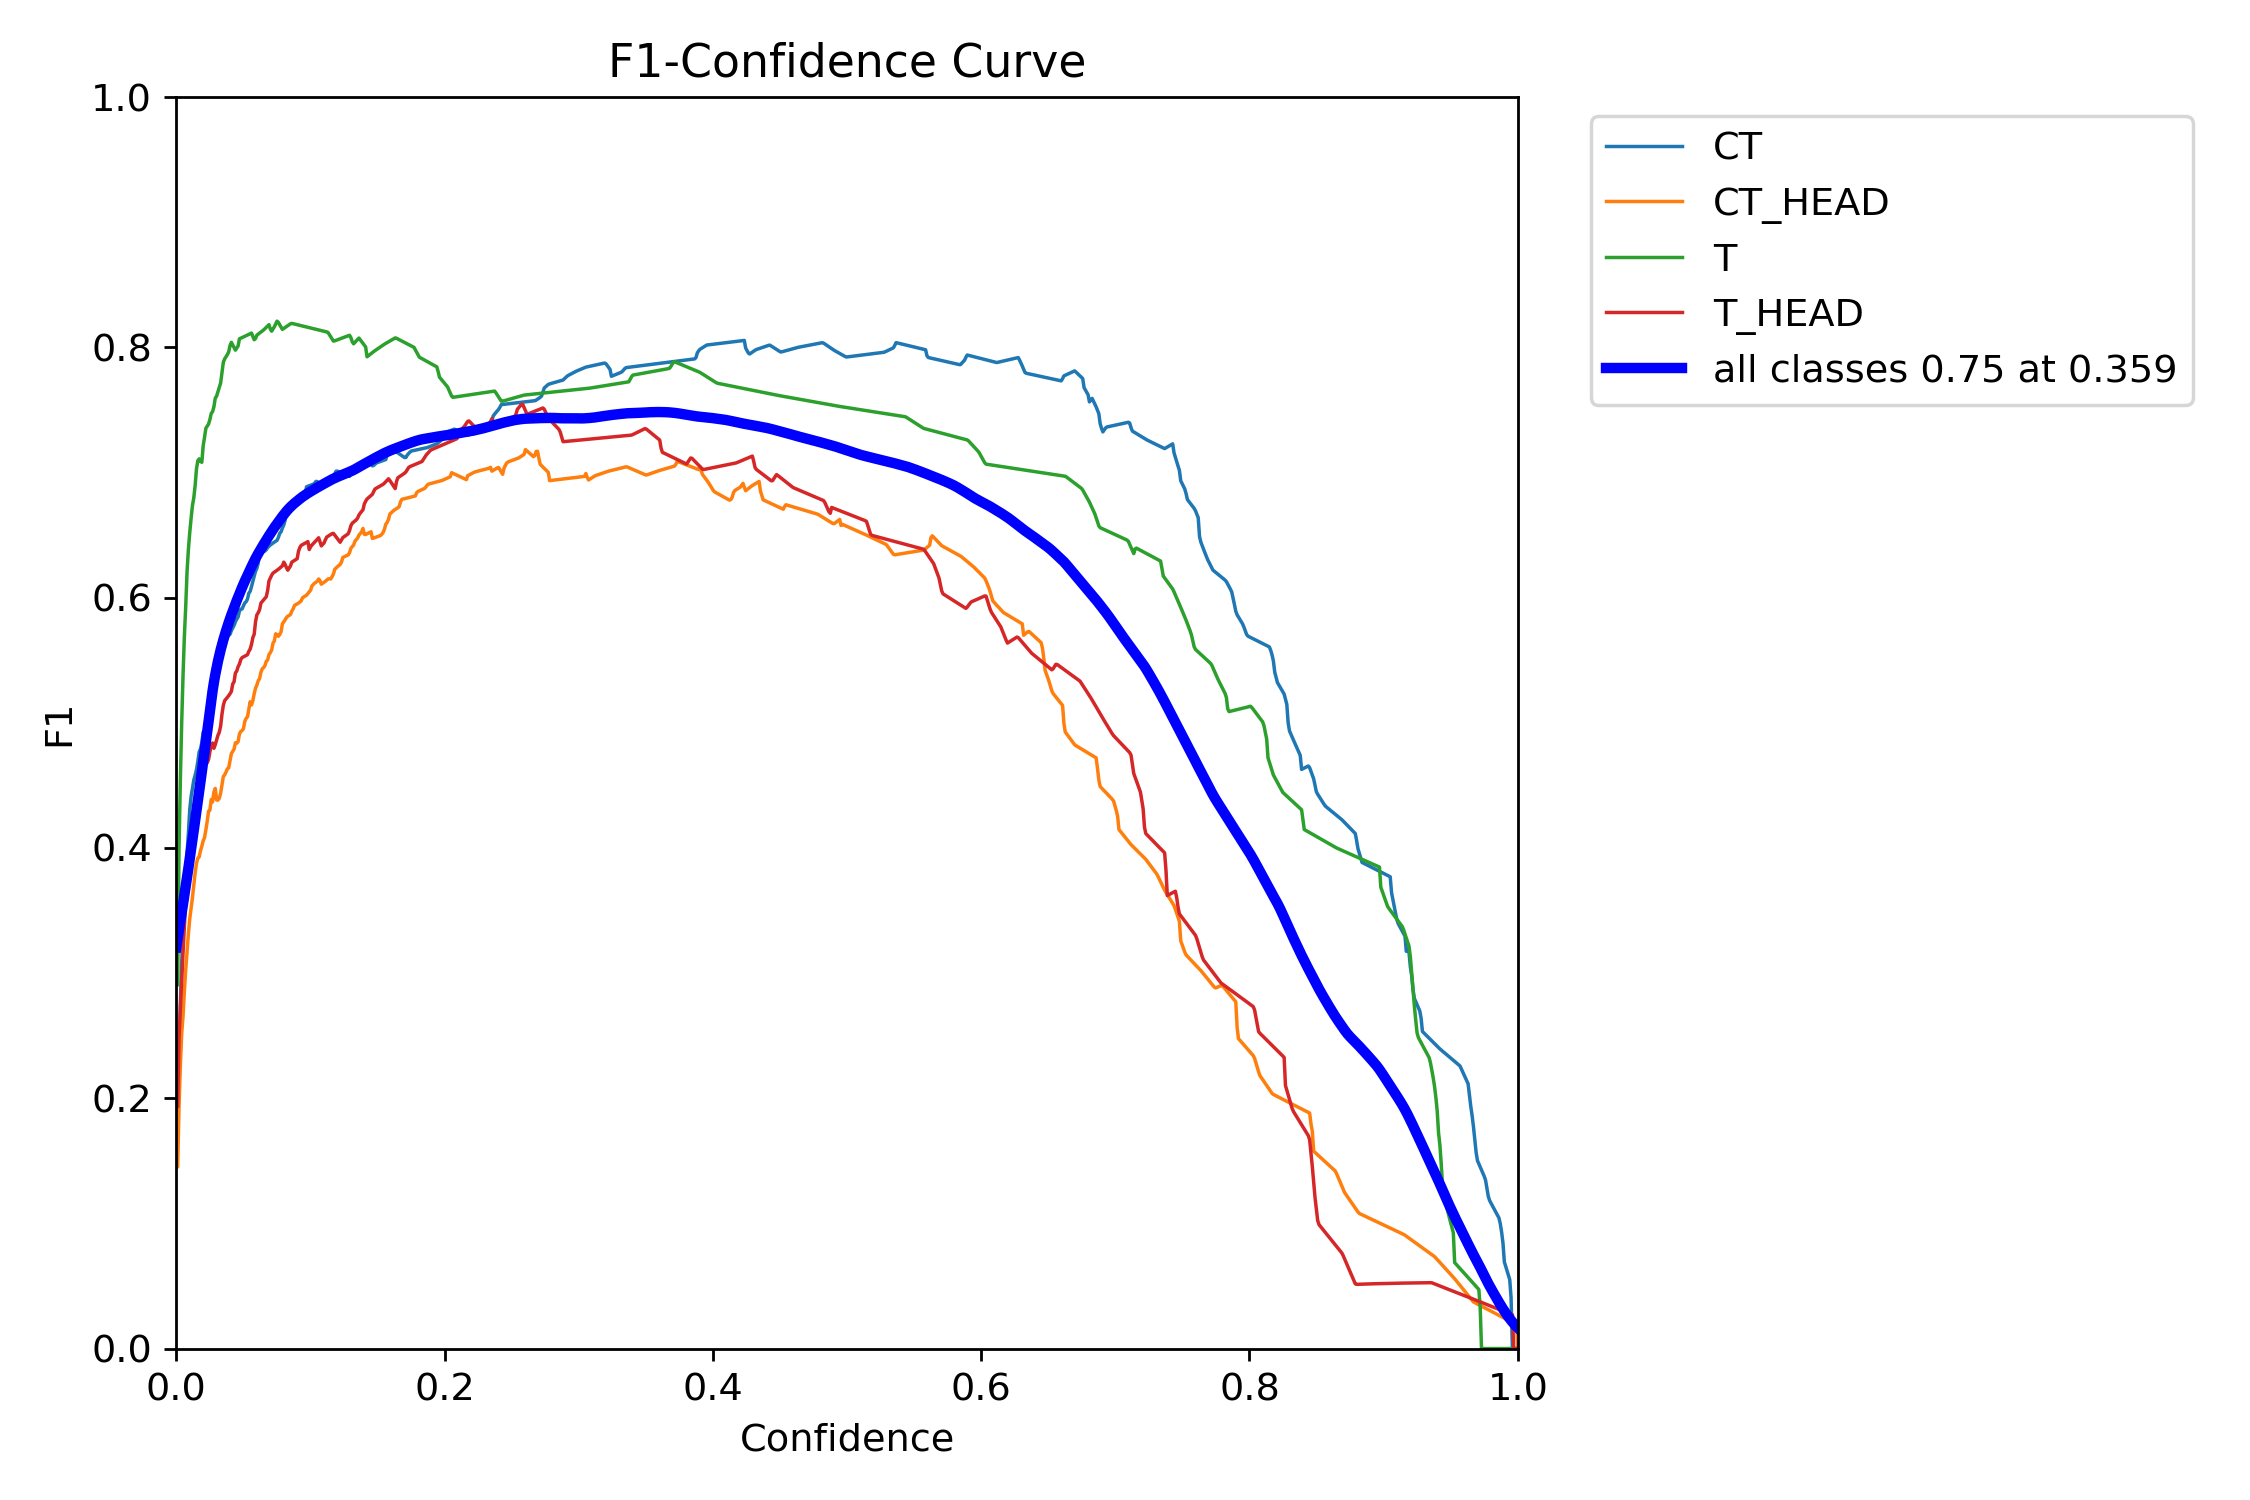 F1-Confidence Curve
1.0
0.8
0.6
0.4
0.2
0.0
F1
0.0 0.2 0.4 0.6 0.8 1.0
Confidence
CT
CT_HEAD
T
T_HEAD
all classes 0.75 at 0.359